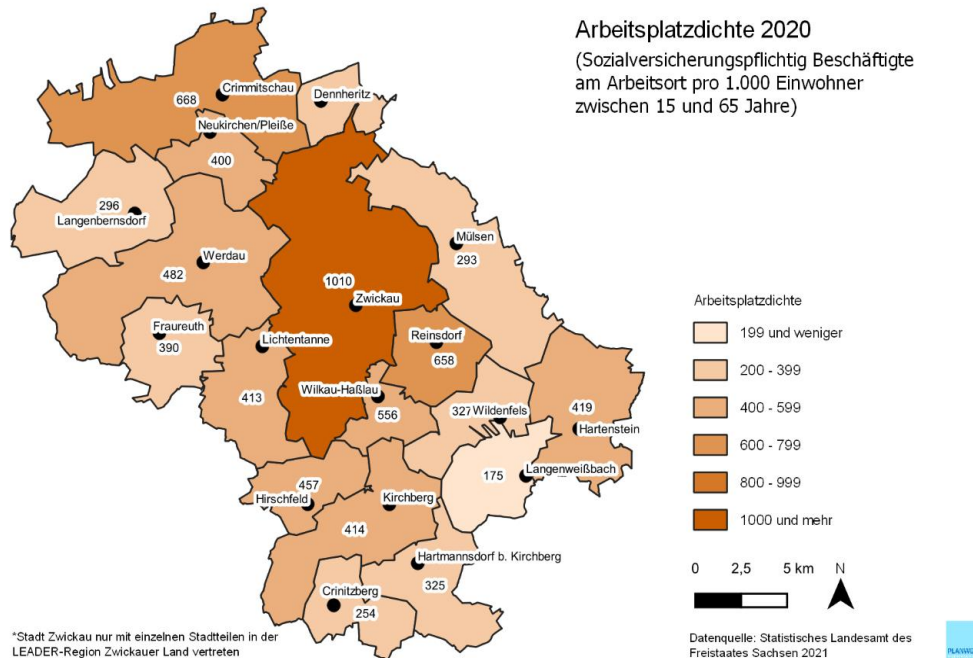 Arbeitsplatzdichte 2020
(Sozialversicherungspflichtig Beschäftigte
am Arbeitsort pro 1.000 Einwohner
zwischen 15 und 65 Jahre)
Crimmitschau
668
Dennheritz
Neukirchen/Pleiße
400
296
Langenbernsdorf
Mülsen
293
Werdau
482
1010
Zwickau
Fraureuth
390
Lichtentanne
413
Reinsdorf
658
Wilkau-Haßlau
556
327
Wildenfels
419
Hartenstein
175
Langenweißbach
457
Hirschfeld
Kirchberg
414
Hartmannsdorf b. Kirchberg
325
Crinitzberg
254
Arbeitsplatzdichte
199 und weniger
200 - 399
400 - 599
600 - 799
800 - 999
1000 und mehr
0 2,5 5 km N
*Stadt Zwickau nur mit einzelnen Stadtteilen in der
LEADER-Region Zwickauer Land vertreten
Datenquelle: Statistisches Landesamt des
Freistaates Sachsen 2021